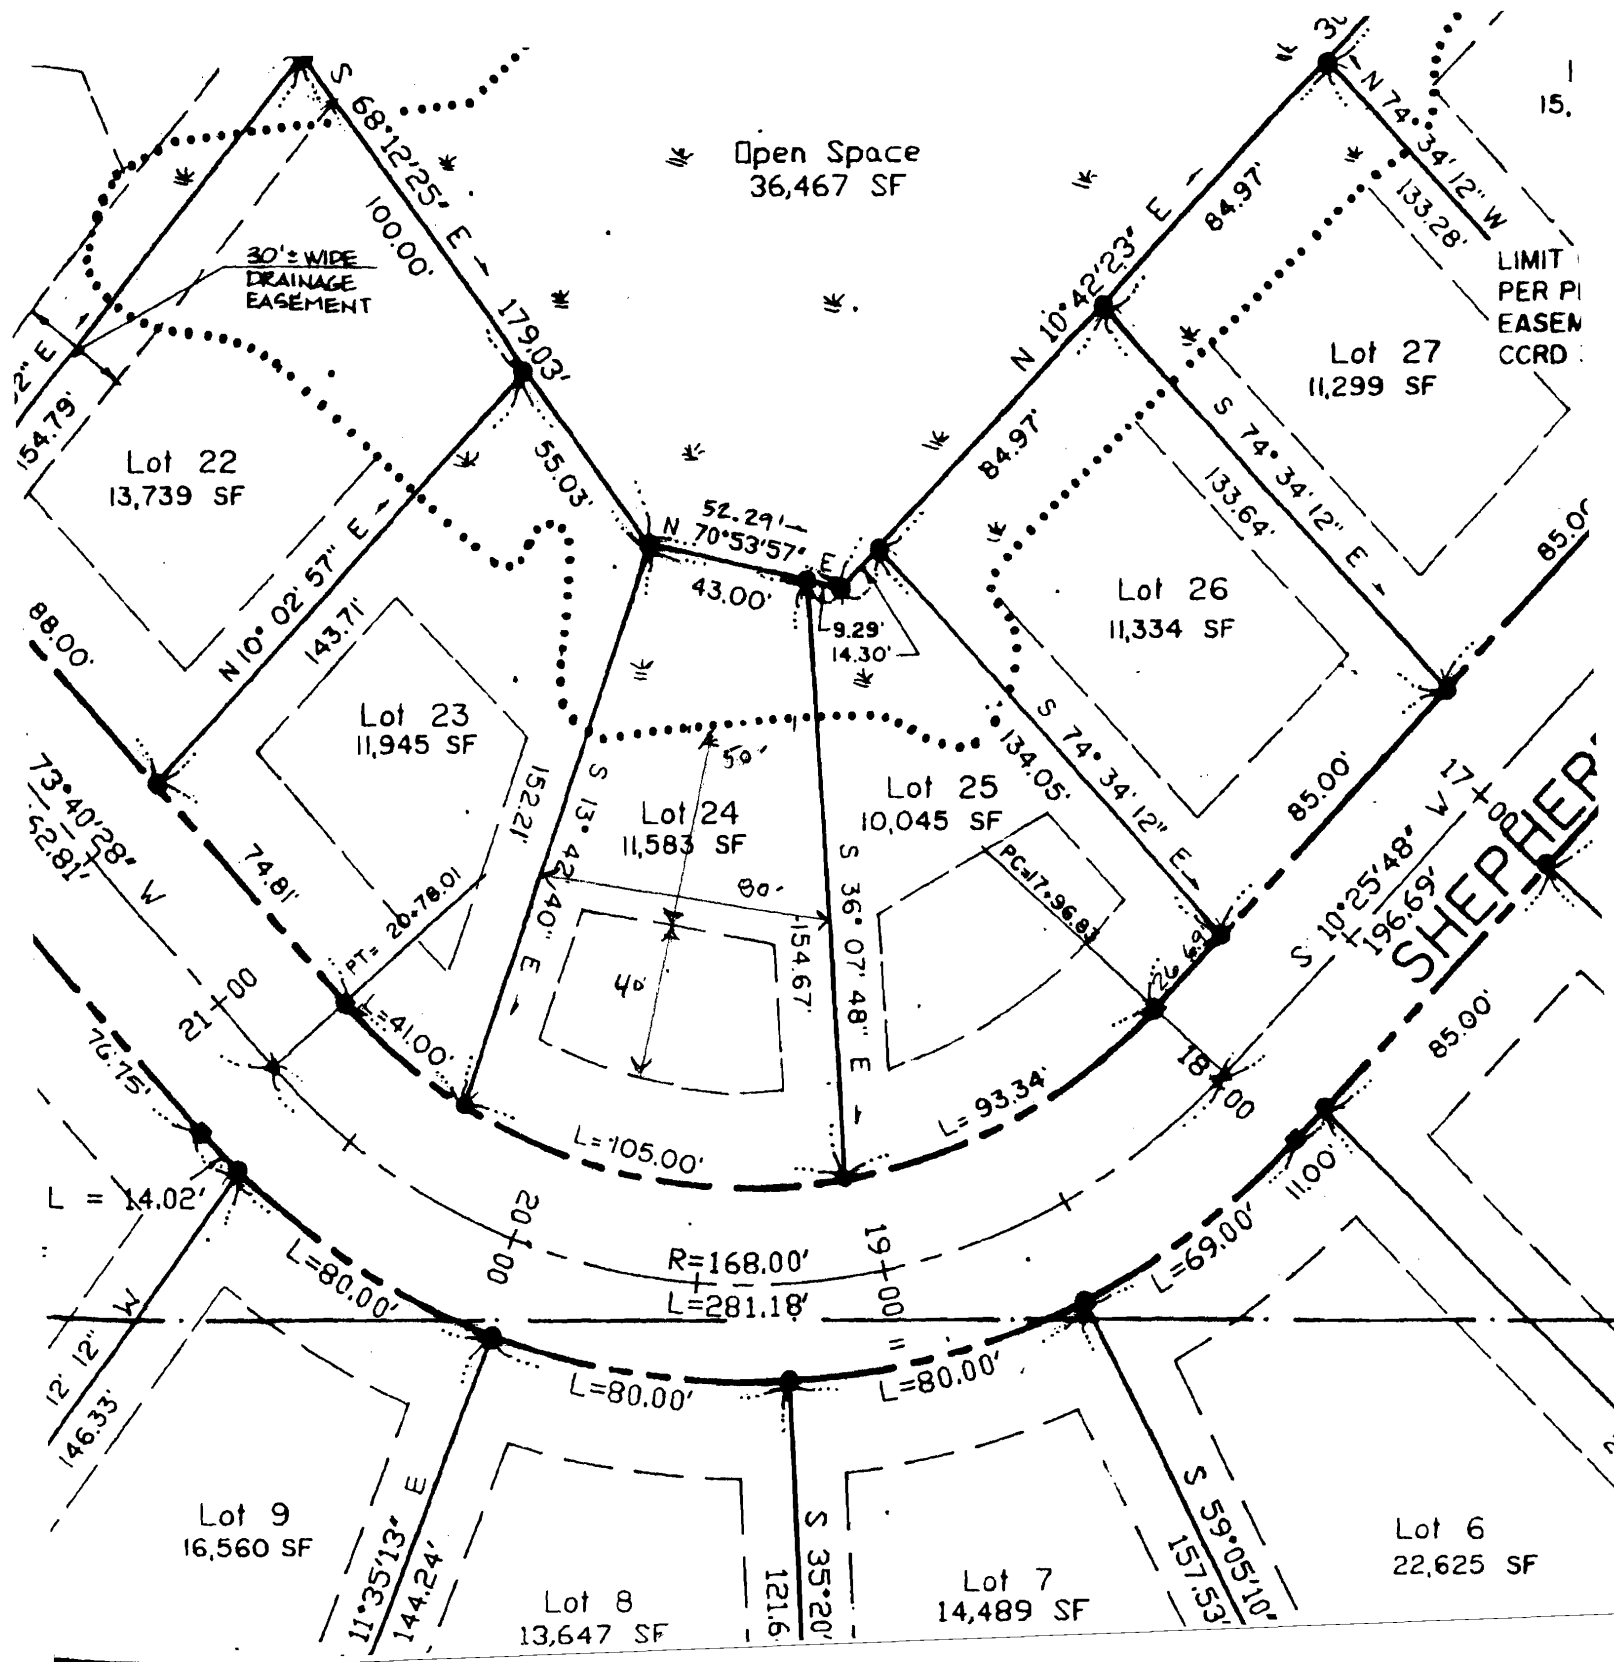 S 68°12'25" E
100.00'
179.03'
55.03'
Open Space
36,467 SF
30'± WIDE
DRAINAGE
EASEMENT
154.79'
Lot 22
13,739 SF
N 10° 02' 57" E
143.71'
88.00'
N 70°53'57" E
52.29'
43.00'
9.29'
14.30'
N 10°42'23" E
84.97'
84.97'
N 74° 34' 12" W
133.28'
15,
LIMIT
PER
CCRD
Lot 27
11,299 SF
S 74° 34' 12" E
133.64'
85.00'
Lot 26
11,334 SF
S 74° 34' 12" E
134.05'
85.00'
Lot 23
11,945 SF
73°40'28" W
52.81'
74.81'
PT= 20+78.01
152.21'
S 13° 42' 40" E
Lot 24
11,583 SF
50'
80'
40'
154.67'
S 36° 07' 48" E
Lot 25
10,045 SF
PC=17+96.83
26.69'
17+00
S 10°25'48" W
196.69'
SHEPHER
85.00'
21+00
L=41.00'
L=105.00'
L=93.34'
18+00
76.75'
L = 14.02'
20+00
19+00
R=168.00'
L=281.18'
11.00'
L=69.00'
L=80.00'
L=80.00'
L=80.00'
12' 12" W
146.33'
Lot 9
16,560 SF
11°35'13" E
144.24'
Lot 8
13,647 SF
S 35°20'
121.6
Lot 7
14,489 SF
S 59°05'10"
157.53'
Lot 6
22,625 SF